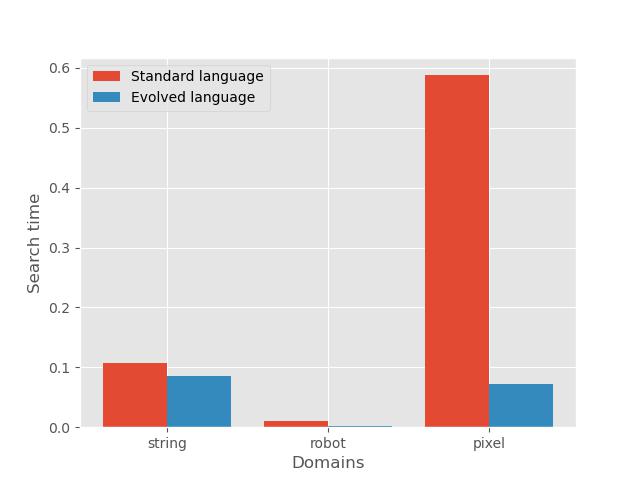 Standard language
Evolved language
0.6
0.5
0.4
0.3
0.2
0.1
0.0
Search time
string robot pixel
Domains